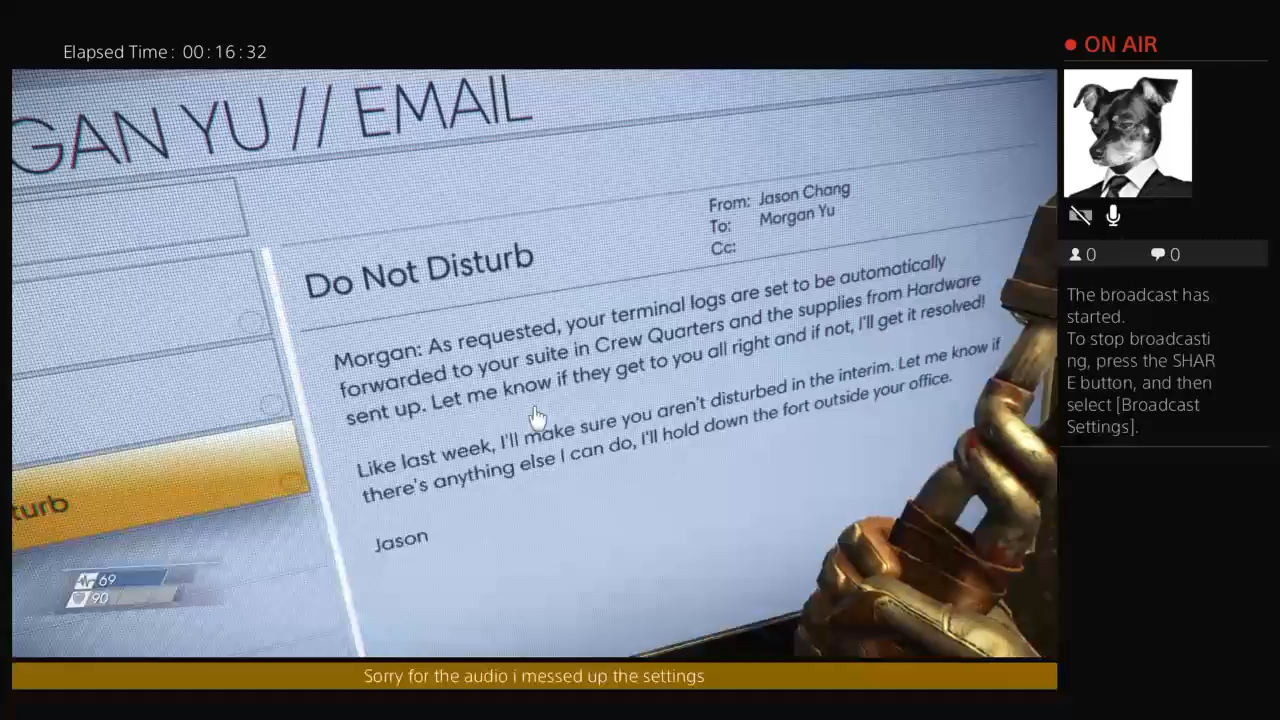 Elapsed Time: 00:16:32
ON AIR
GAN YU // EMAIL
From: Jason Chang
To: Morgan Yu
Cc:
Do Not Disturb
Morgan: As requested, your terminal logs are set to be automatically
forwarded to your suite in Crew Quarters and the supplies from Hardware
sent up. Let me know if they get to you all right and if not, I'll get it resolved!
Like last week, I'll make sure you aren't disturbed in the interim. Let me know if
there's anything else I can do, I'll hold down the fort outside your office.
Jason
turb
69
90
0
0
The broadcast has
started.
To stop broadcasti
ng, press the SHAR
E button, and then
select [Broadcast
Settings].
Sorry for the audio i messed up the settings